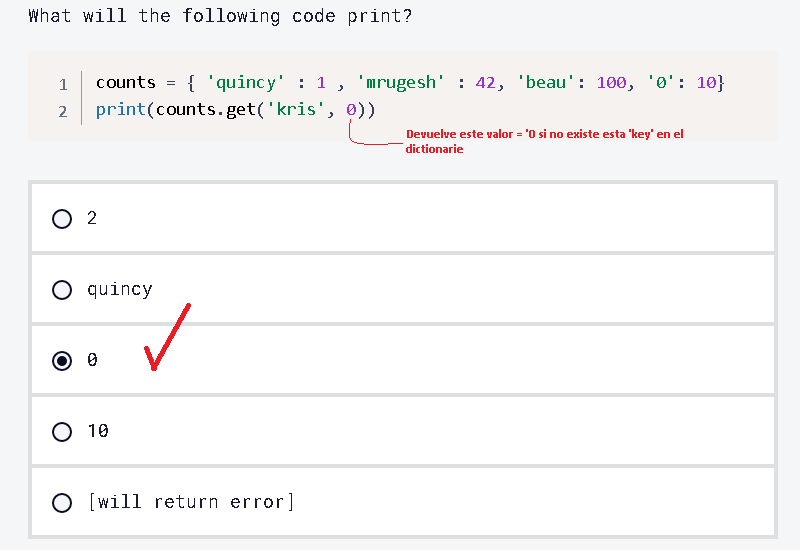 What will the following code print?
1 counts = { 'quincy' : 1 , 'mrugesh' : 42, 'beau': 100, '0': 10}
2 print(counts.get('kris', 0))
Devuelve este valor = '0 si no existe esta 'key' en el
dictionarie
2
quincy
0
10
[will return error]